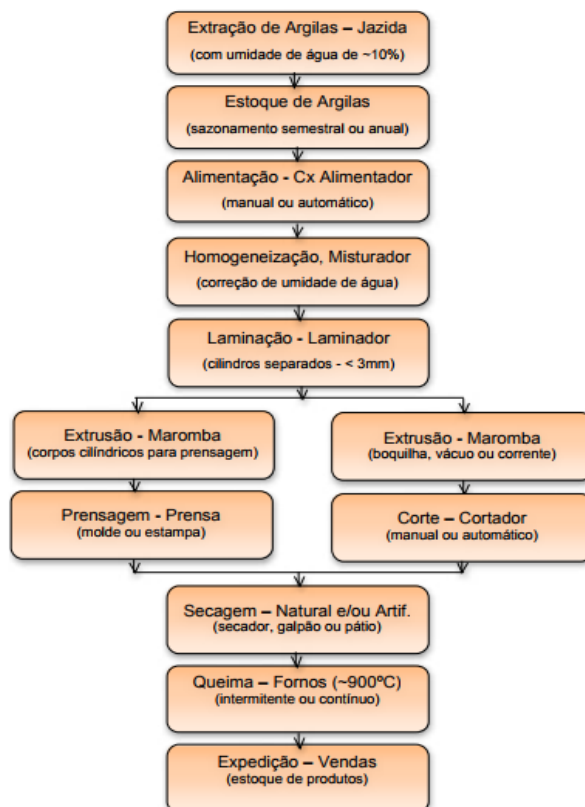 Extração de Argilas – Jazida
(com umidade de água de ~10%)
Estoque de Argilas
(sazonamento semestral ou anual)
Alimentação - Cx Alimentador
(manual ou automático)
Homogeneização, Misturador
(correção de umidade de água)
Laminação - Laminador
(cilindros separados - < 3mm)
Extrusão - Maromba
(corpos cilíndricos para prensagem)
Prensagem - Prensa
(molde ou estampa)
Extrusão - Maromba
(boquilha, vácuo ou corrente)
Corte – Cortador
(manual ou automático)
Secagem – Natural e/ou Artif.
(secador, galpão ou pátio)
Queima – Fornos (~900ºC)
(intermitente ou contínuo)
Expedição – Vendas
(estoque de produtos)